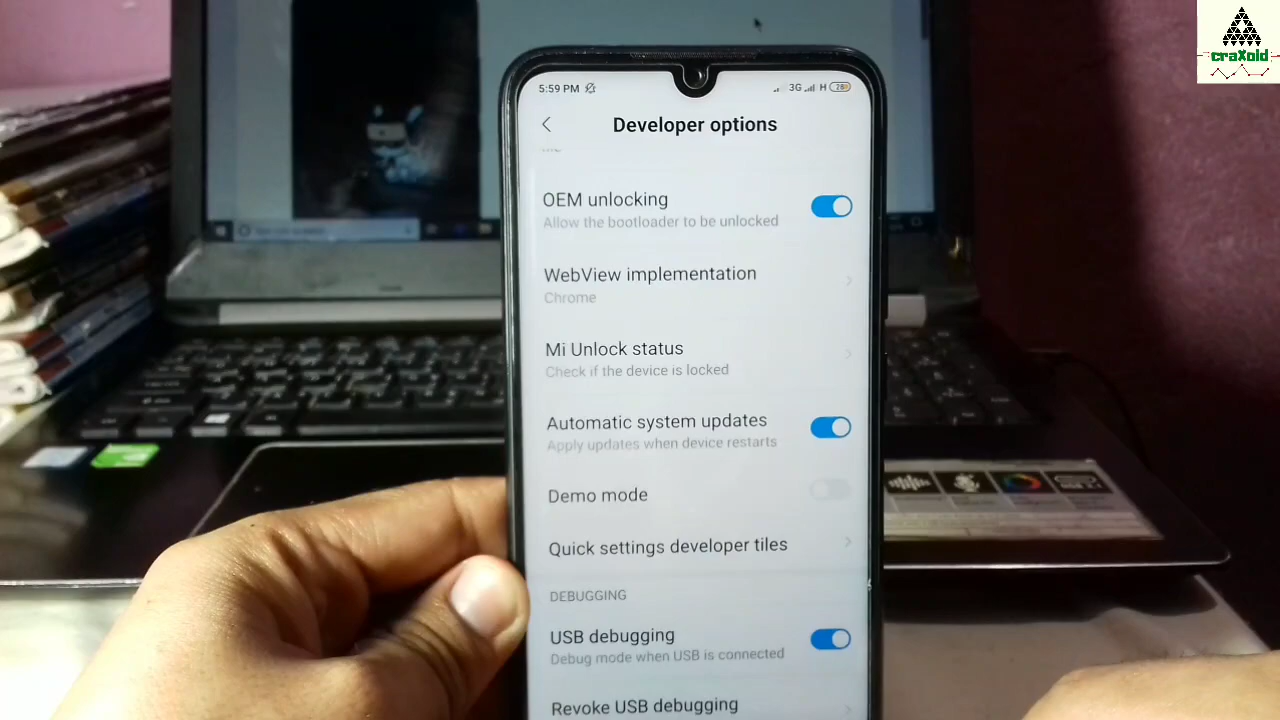 craXoid
5:59 PM
3G H 28
Developer options
OEM unlocking
Allow the bootloader to be unlocked
WebView implementation
Chrome
Mi Unlock status
Check if the device is locked
Automatic system updates
Apply updates when device restarts
Demo mode
Quick settings developer tiles
DEBUGGING
USB debugging
Debug mode when USB is connected
Revoke USB debugging